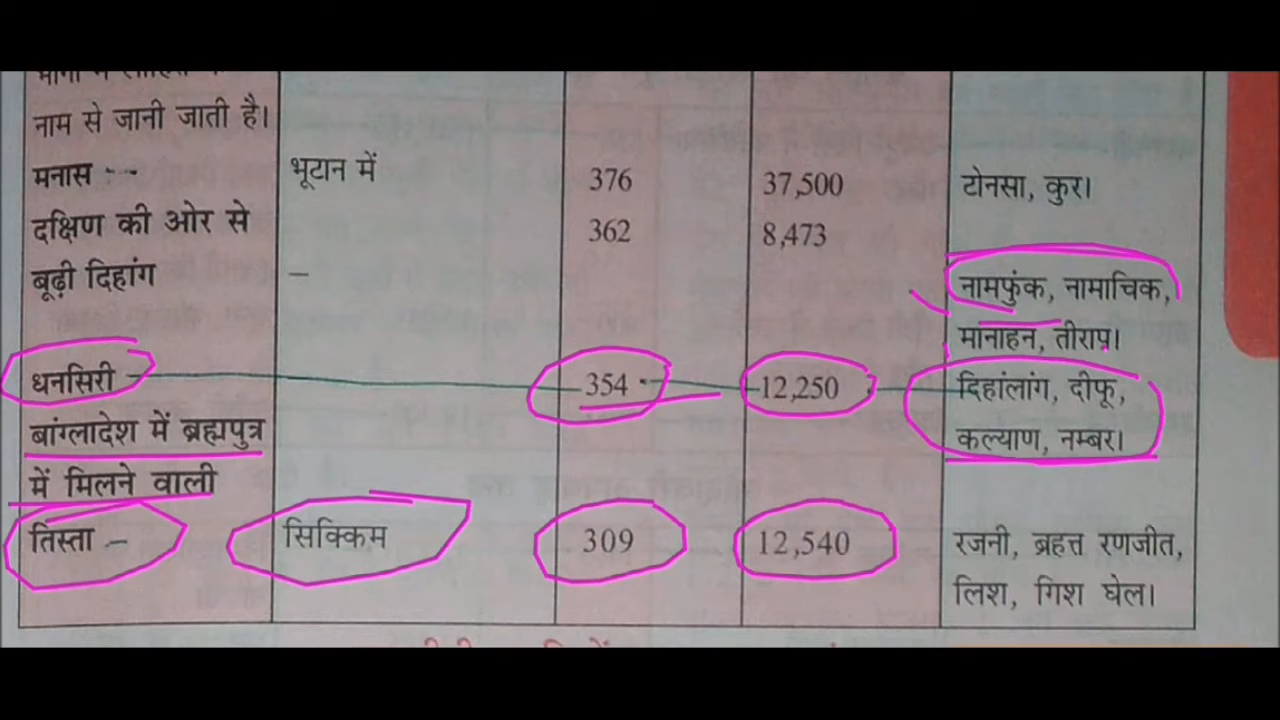 नाम से जानी जाती है।
मनास -- भूटान में 376 37,500 टोनसा, कुर।
दक्षिण की ओर से 362 8,473
बूढ़ी दिहांग – नामफुंक, नामाचिक,
मानाहन, तीराप।
धनसिरी 354 12,250 दिहांलांग, दीफू,
बांग्लादेश में ब्रह्मपुत्र कल्याण, नम्बर।
में मिलने वाली
तिस्ता – सिक्किम 309 12,540 रजनी, ब्रहत्त रणजीत,
लिश, गिश घेल।